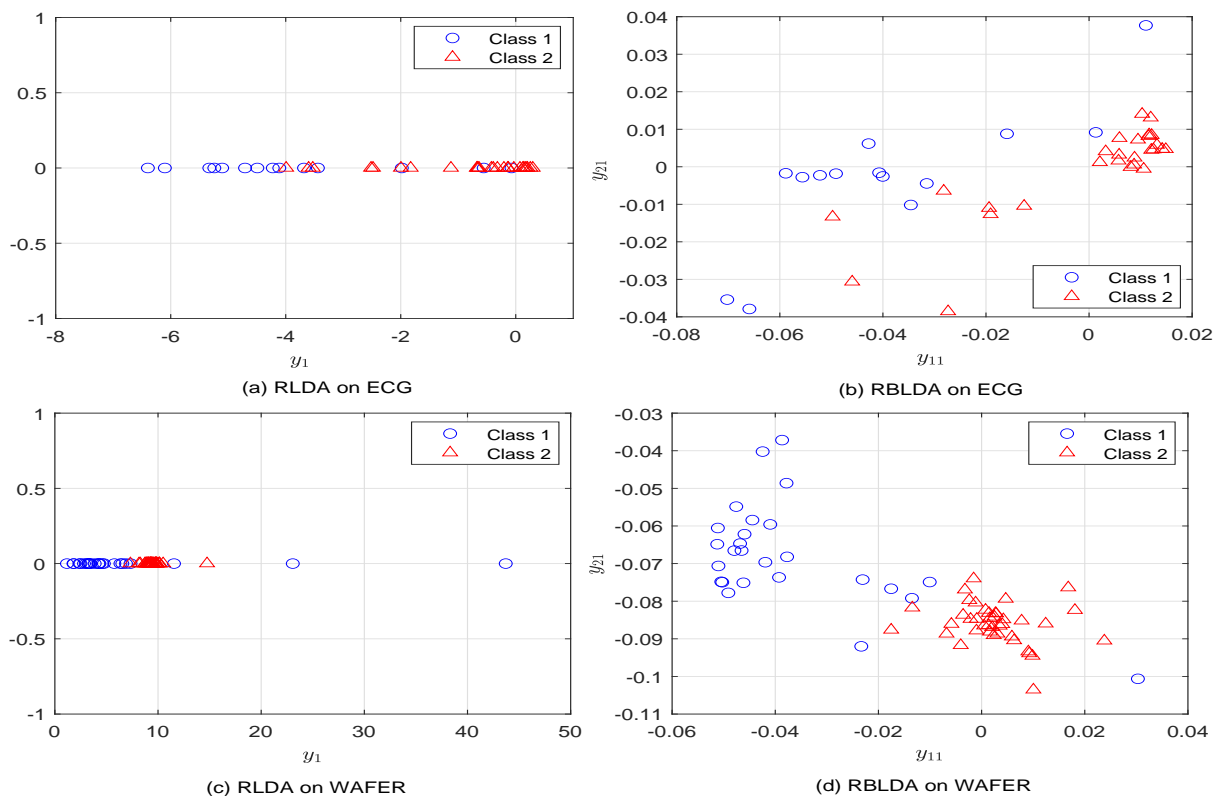 1
0.5
0
-0.5
-1
-8 -6 -4 -2 0
y1
Class 1
Class 2
(a) RLDA on ECG
0.04
0.03
0.02
0.01
0
-0.01
-0.02
-0.03
-0.04
y21
-0.08 -0.06 -0.04 -0.02 0 0.02
y11
Class 1
Class 2
(b) RBLDA on ECG
1
0.5
0
-0.5
-1
0 10 20 30 40 50
y1
Class 1
Class 2
(c) RLDA on WAFER
-0.03
-0.04
-0.05
-0.06
-0.07
-0.08
-0.09
-0.1
-0.11
y21
-0.06 -0.04 -0.02 0 0.02 0.04
y11
Class 1
Class 2
(d) RBLDA on WAFER